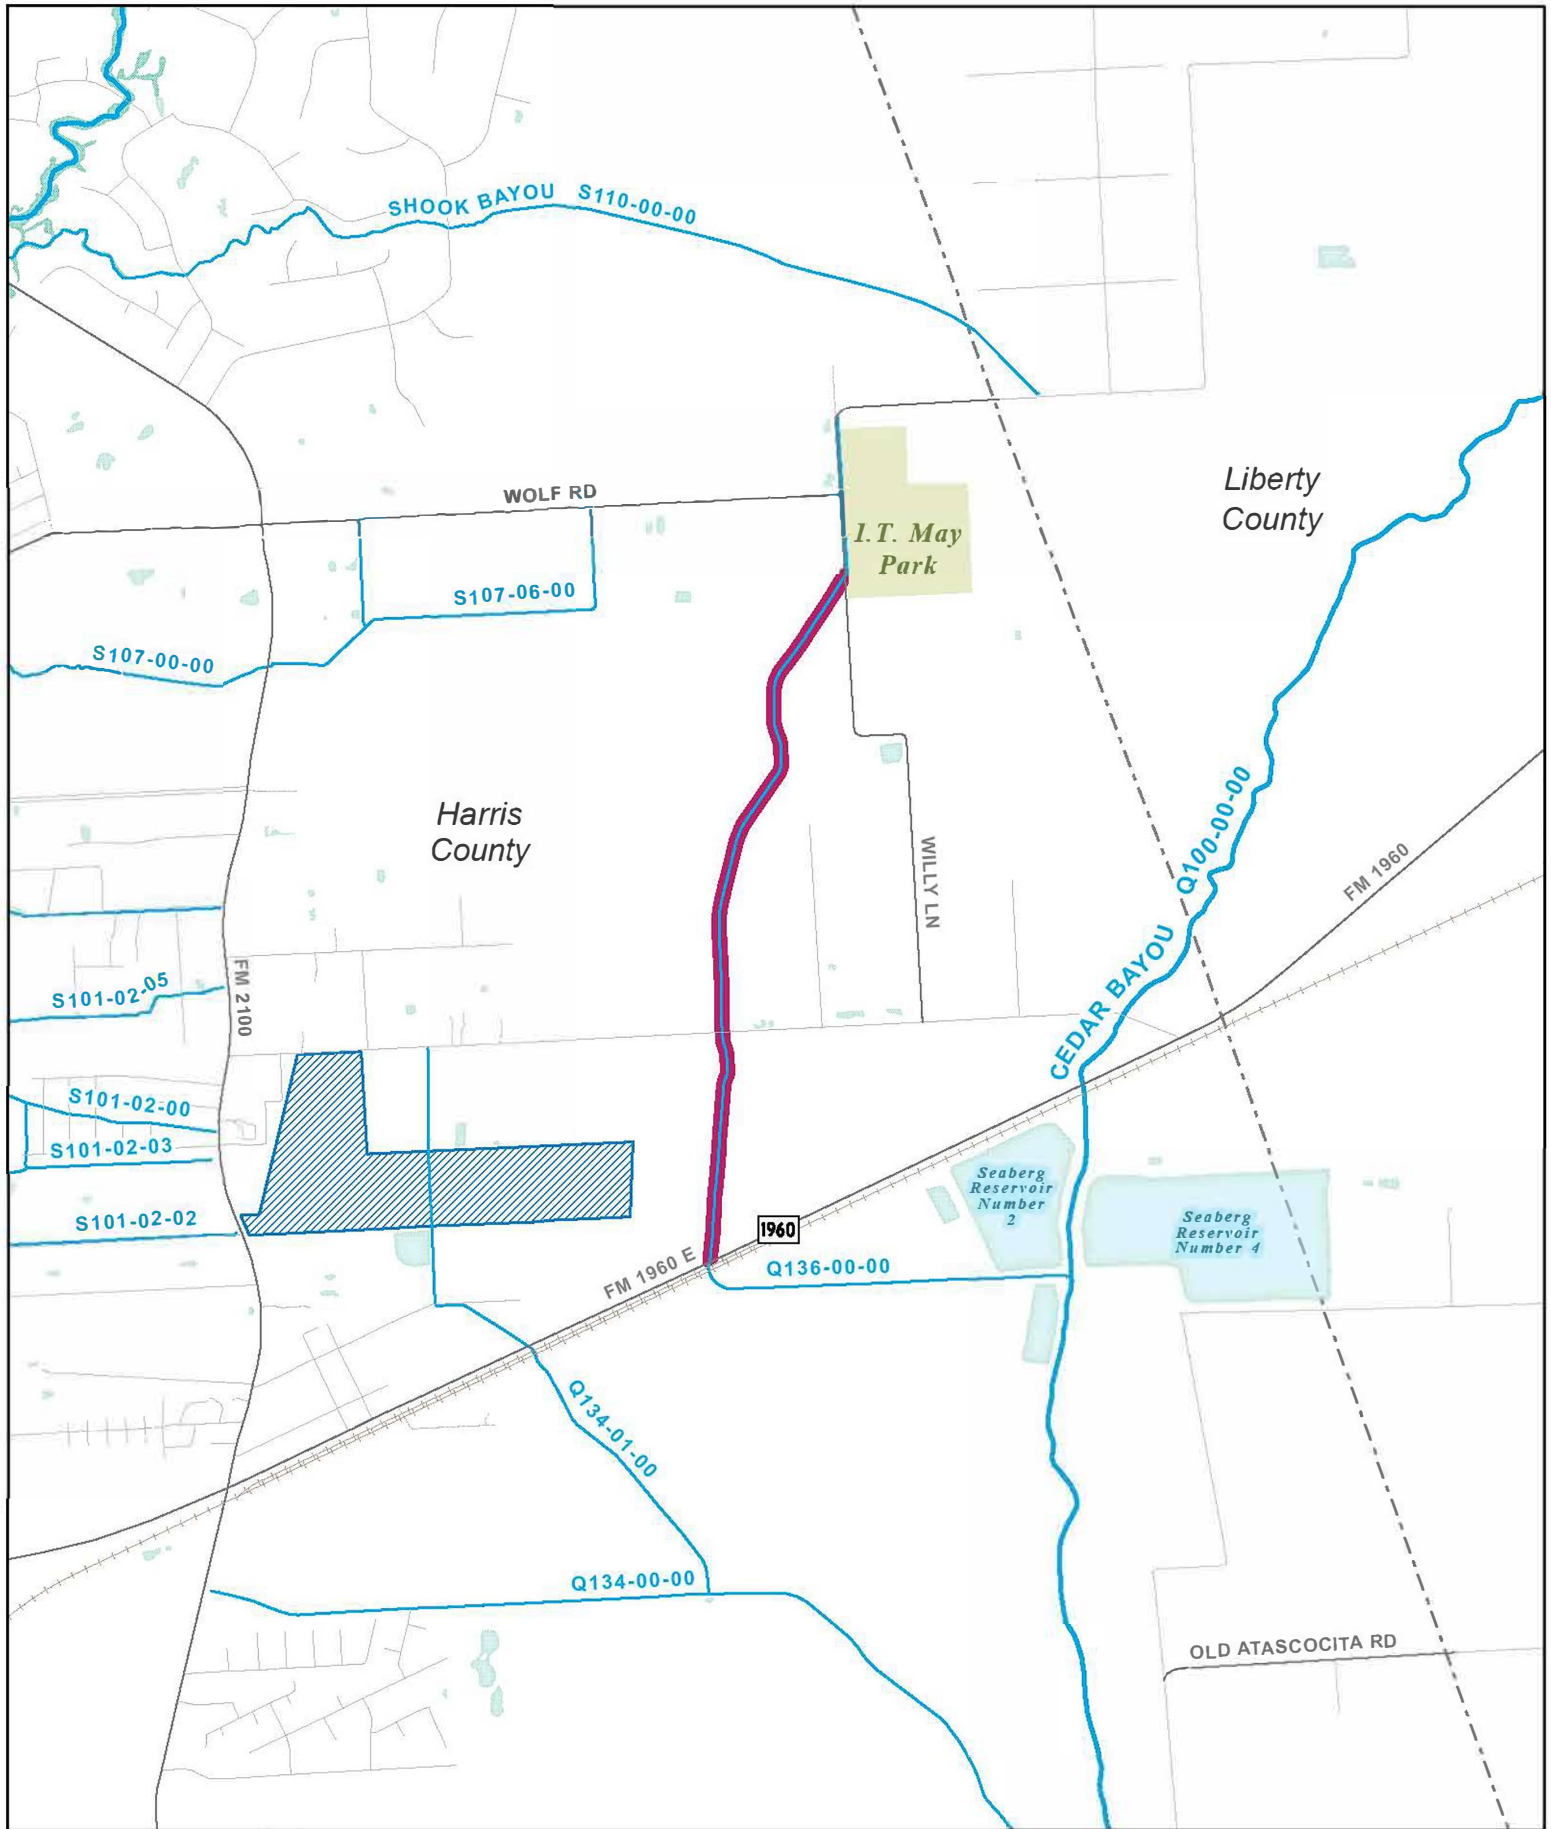 SHOOK BAYOU S110-00-00
Liberty
County
WOLF RD
I.T. May
Park
S107-06-00
S107-00-00
Harris
County
WILLY LN
CEDAR BAYOU Q100-00-00
FM 1960
S101-02-05
FM 2100
S101-02-00
S101-02-03
S101-02-02
Seaberg
Reservoir
Number
2
Seaberg
Reservoir
Number 4
1960
FM 1960 E
Q136-00-00
Q134-01-00
Q134-00-00
OLD ATASCOCITA RD